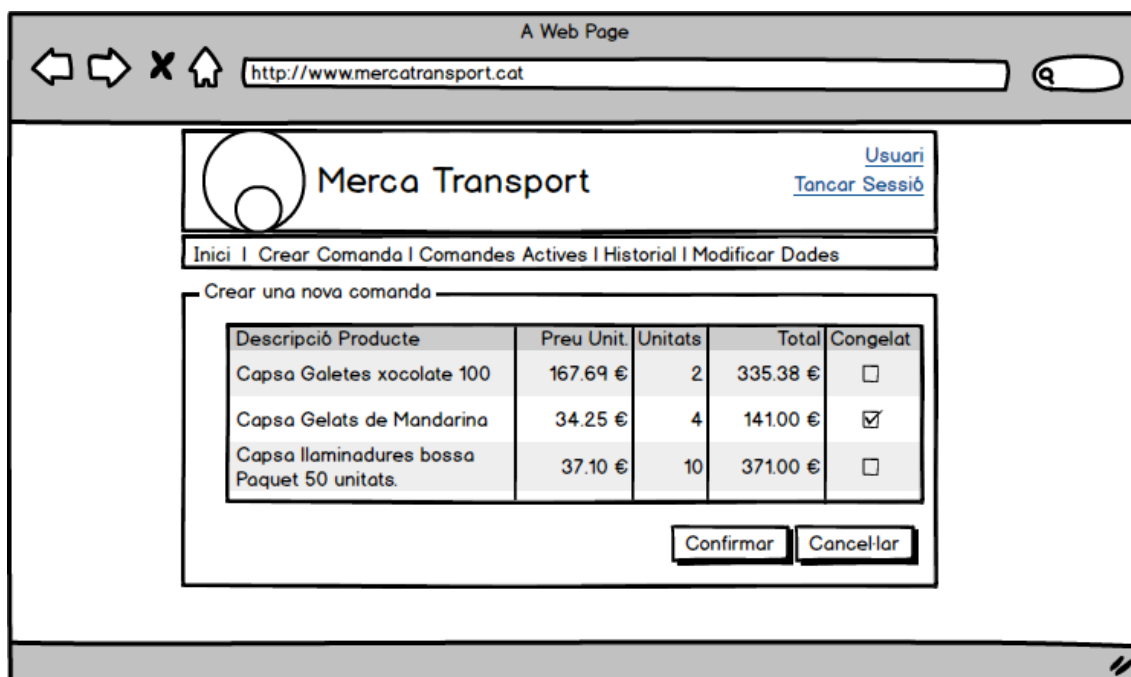 A Web Page
http://www.mercatransport.cat
Merca Transport
Usuari
Tancar Sessió
Inici | Crear Comanda | Comandes Actives | Historial | Modificar Dades
Crear una nova comanda
Descripció Producte Preu Unit. Unitats Total Congelat
Capsa Galetes xocolate 100 167.69 € 2 335.38 €
Capsa Gelats de Mandarina 34.25 € 4 141.00 €
Capsa llaminadures bossa
Paquet 50 unitats. 37.10 € 10 371.00 €
Confirmar Cancel·lar